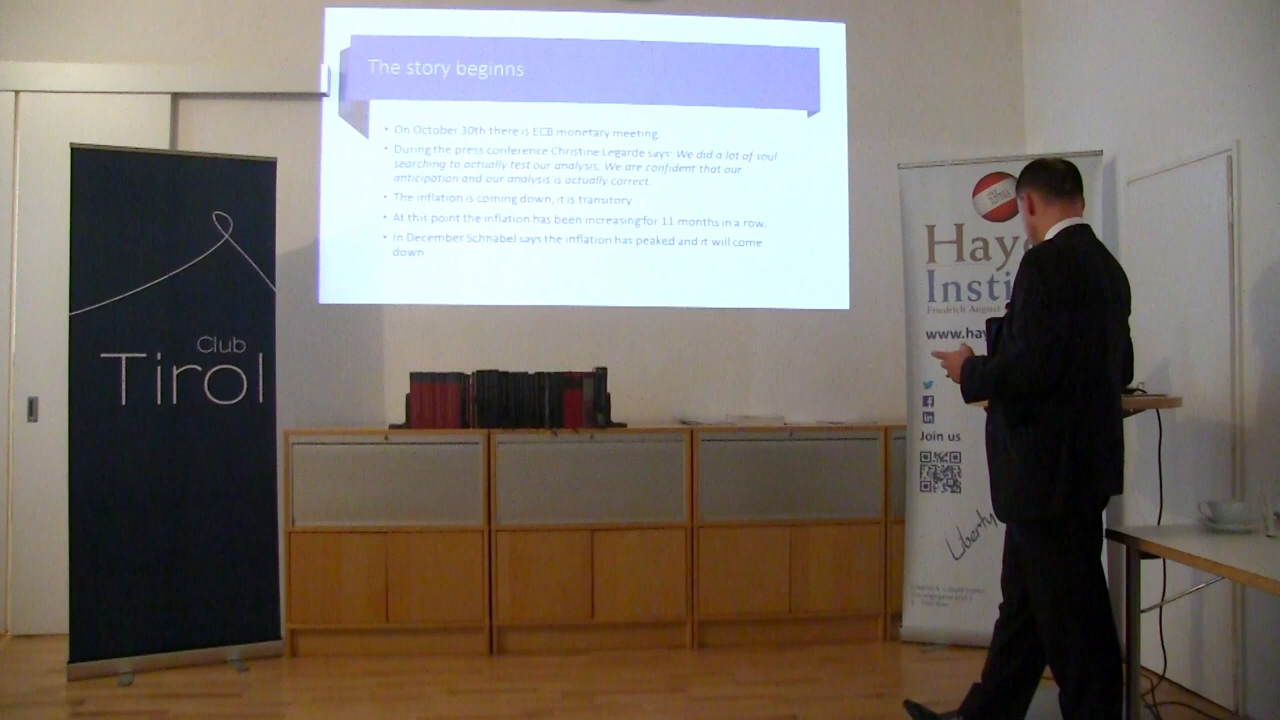 The story beginns
• On October 30th there is ECB monetary meeting.
• During the press conference Christine Legarde says: We did a lot of soul
searching to actually test our analysis. We are confident that our
anticipation and our analysis is actually correct.
• The inflation is coming down, it is transitory
• At this point the inflation has been increasing for 11 months in a row.
• In December Schnabel says the inflation has peaked and it will come
down.
Club
Tirol
Hay
Insti
Friedrich August
www.hay
Join us
Liberty